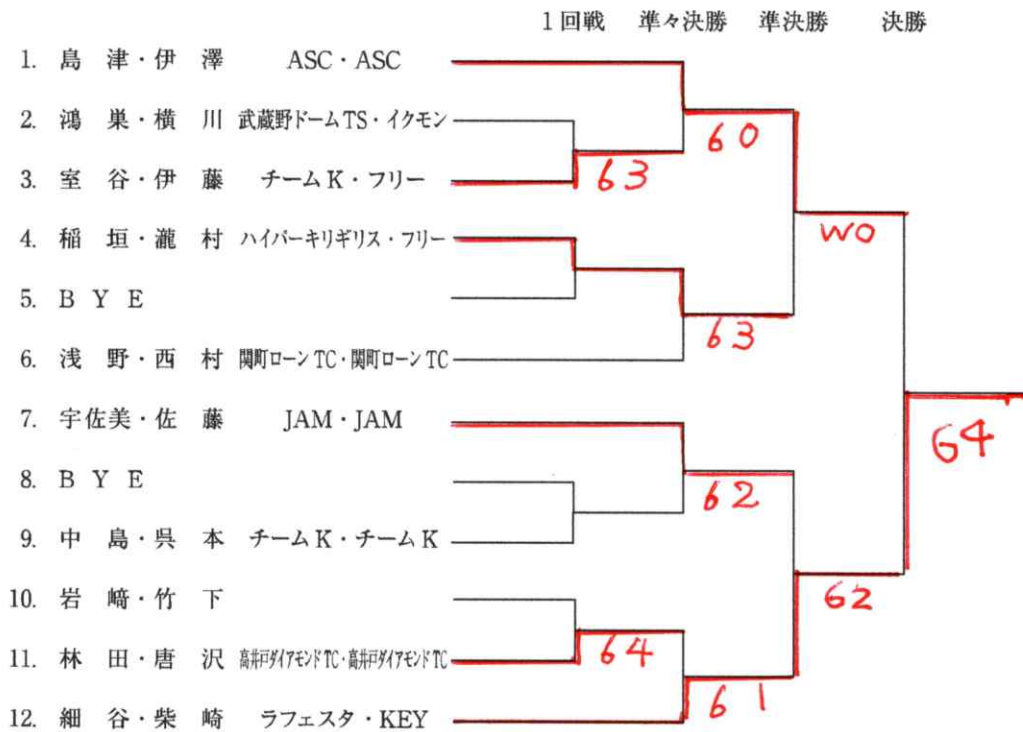 1回戦 準々決勝 準決勝 決勝
1. 島津・伊澤 ASC・ASC
2. 鴻巣・横川 武蔵野ドームTS・イクモン
3. 室谷・伊藤 チームK・フリー
4. 稲垣・瀧村 ハイパーキリギリス・フリー
5. BYE
6. 浅野・西村 関町ローンTC・関町ローンTC
7. 宇佐美・佐藤 JAM・JAM
8. BYE
9. 中島・呉本 チームK・チームK
10. 岩﨑・竹下
11. 林田・唐沢 高井戸ダイアモンドTC・高井戸ダイアモンドTC
12. 細谷・柴崎 ラフェスタ・KEY
63
64
60
63
62
61
WO
62
64